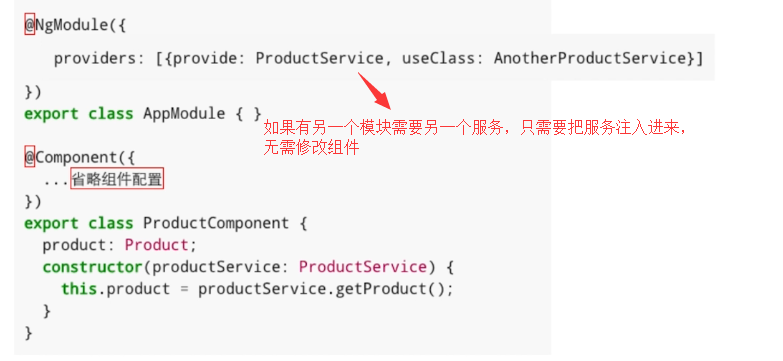 @NgModule({
providers: [{provide: ProductService, useClass: AnotherProductService}]
})
export class AppModule { }
如果有另一个模块需要另一个服务，只需要把服务注入进来，
无需修改组件
@Component({
...省略组件配置
})
export class ProductComponent {
product: Product;
constructor(productService: ProductService) {
this.product = productService.getProduct();
}
}